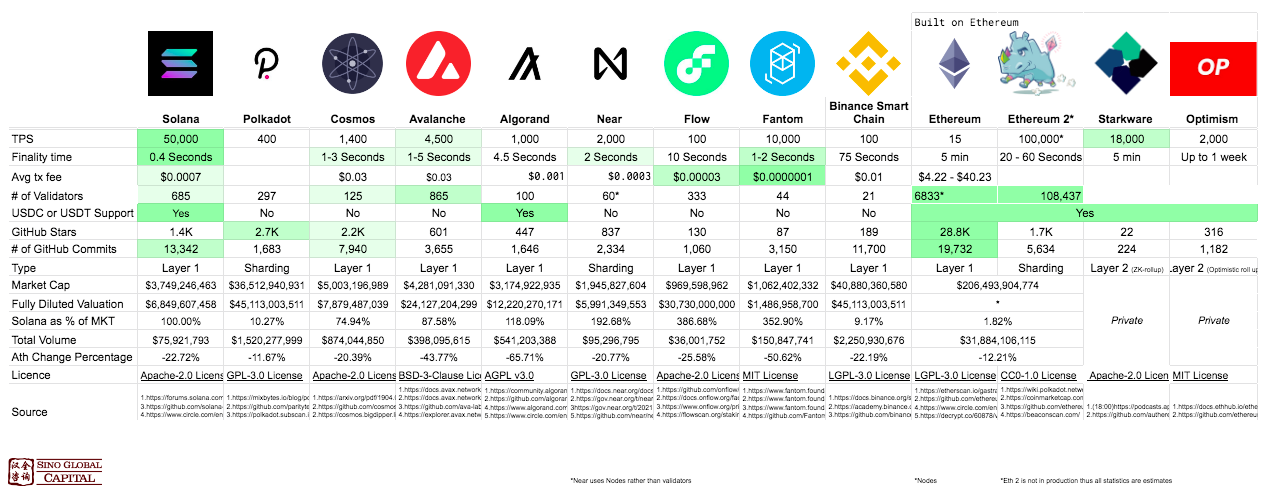 Built on Ethereum
OP
Solana Polkadot Cosmos Avalanche Algorand Near Flow Fantom Binance Smart Chain Ethereum Ethereum 2* Starkware Optimism
TPS 50,000 400 1,400 4,500 1,000 2,000 100 10,000 100 15 100,000* 18,000 2,000
Finality time 0.4 Seconds 1-3 Seconds 1-5 Seconds 4.5 Seconds 2 Seconds 10 Seconds 1-2 Seconds 75 Seconds 5 min 20 - 60 Seconds 5 min Up to 1 week
Avg tx fee $0.0007 $0.03 $0.03 $0.001 $0.0003 $0.00003 $0.0000001 $0.01 $4.22 - $40.23
# of Validators 685 297 125 865 100 60* 333 44 21 6833* 108,437
USDC or USDT Support Yes No No No Yes No No No No Yes
GitHub Stars 1.4K 2.7K 2.2K 601 447 837 130 87 189 28.8K 1.7K 22 316
# of GitHub Commits 13,342 1,683 7,940 3,655 1,646 2,334 1,060 3,150 11,700 19,732 5,634 224 1,182
Type Layer 1 Sharding Layer 1 Layer 1 Layer 1 Sharding Layer 1 Layer 1 Layer 1 Layer 1 Sharding Layer 2 (ZK-rollup) Layer 2 (Optimistic roll up
Market Cap $3,749,246,463 $36,512,940,931 $5,003,196,989 $4,281,091,330 $3,174,922,935 $1,945,827,604 $969,598,962 $1,062,402,332 $40,880,360,580 $206,493,904,774
Fully Diluted Valuation $6,849,607,458 $45,113,003,511 $7,879,487,039 $24,127,204,299 $12,220,270,171 $5,991,349,553 $30,730,000,000 $1,486,958,700 $45,113,003,511 *
Solana as % of MKT 100.00% 10.27% 74.94% 87.58% 118.09% 192.68% 386.68% 352.90% 9.17% 1.82% Private Private
Total Volume $75,921,793 $1,520,277,999 $874,044,850 $398,095,615 $541,203,388 $95,296,795 $36,001,752 $150,847,741 $2,250,930,676 $31,884,106,115
Ath Change Percentage -22.72% -11.67% -20.39% -43.77% -65.71% -20.77% -25.58% -50.62% -22.19% -12.21%
Licence Apache-2.0 Licens GPL-3.0 License Apache-2.0 Licens BSD-3-Clause Lic AGPL v3.0 GPL-3.0 License Apache-2.0 Licens MIT License LGPL-3.0 License LGPL-3.0 License CC0-1.0 License Apache-2.0 Licen MIT License
Source
汉全
咨询
SINO GLOBAL
CAPITAL
*Near uses Nodes rather than validators *Nodes *Eth 2 is not in production thus all statistics are estimates